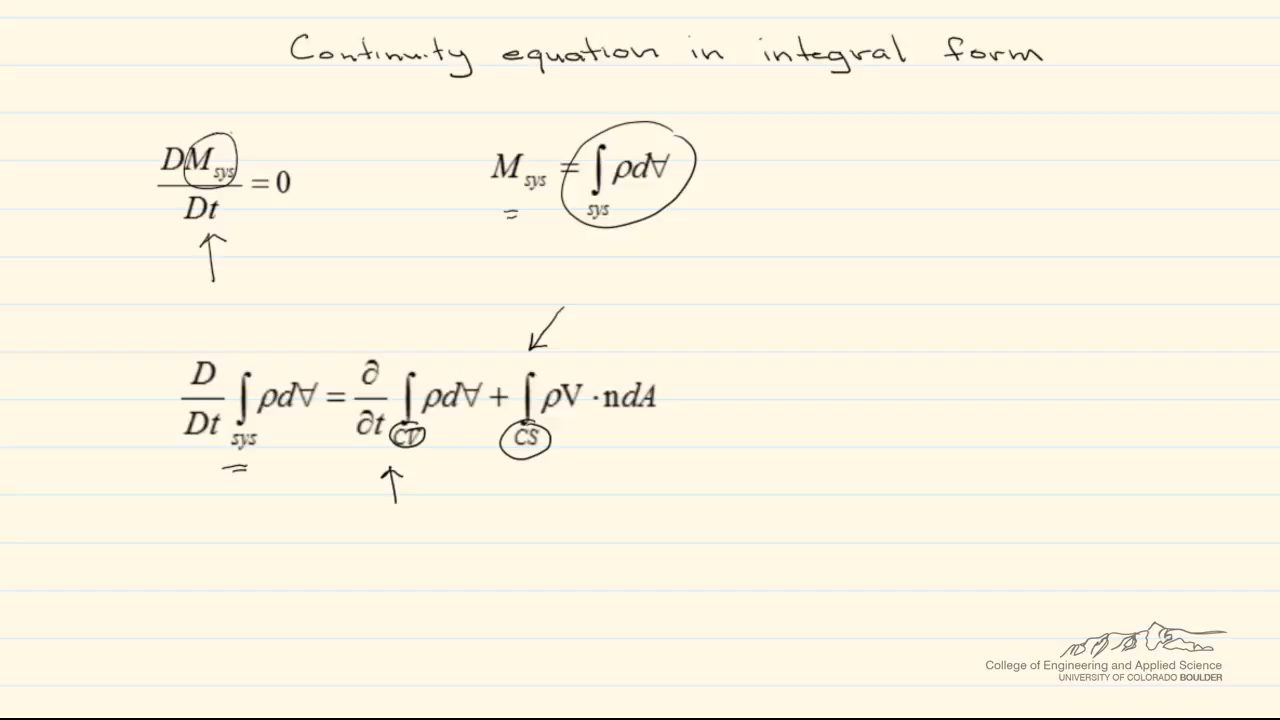 Continuity equation in integral form
DM_sys/Dt = 0
M_sys = ∫_sys ρd∀
D/Dt ∫_sys ρd∀ = ∂/∂t ∫_CV ρd∀ + ∫_CS ρV · n dA
College of Engineering and Applied Science
UNIVERSITY OF COLORADO BOULDER